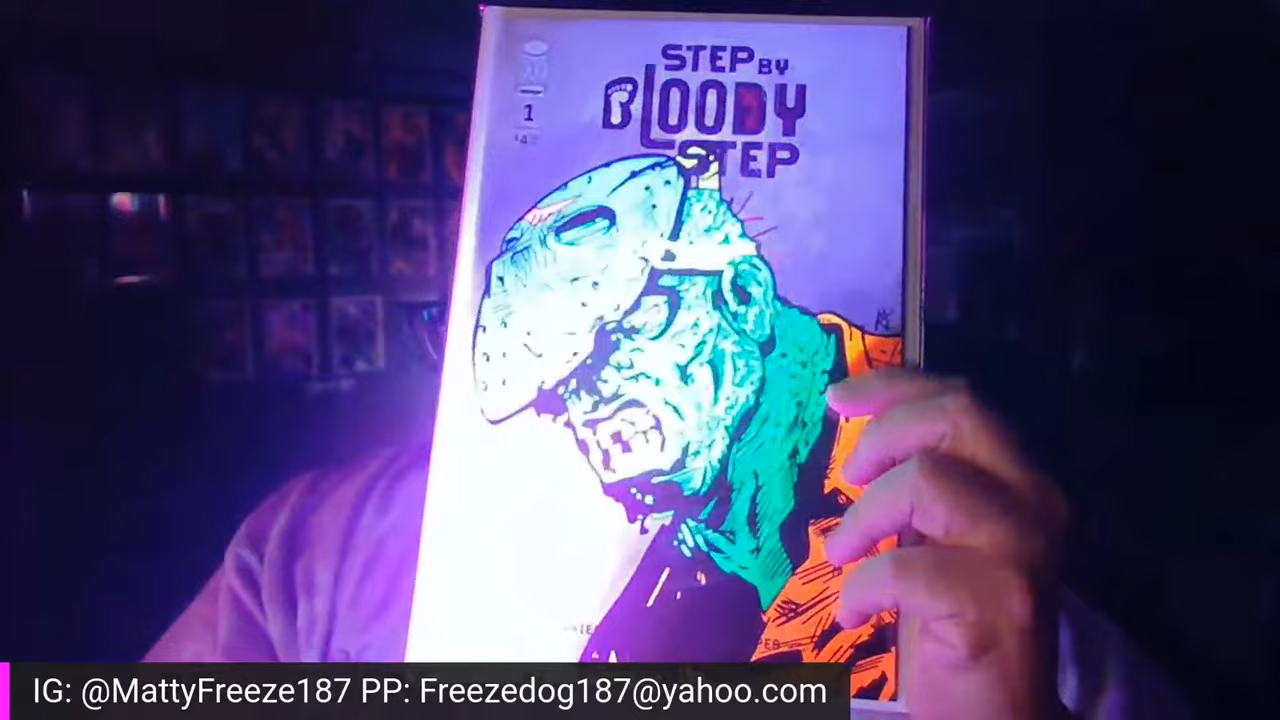 STEP BY
BLOODY
STEP
1
IG: @MattyFreeze187 PP: Freezedog187@yahoo.com